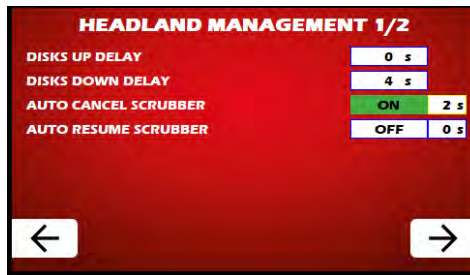 HEADLAND MANAGEMENT 1/2
DISKS UP DELAY 0 s
DISKS DOWN DELAY 4 s
AUTO CANCEL SCRUBBER ON 2 s
AUTO RESUME SCRUBBER OFF 0 s